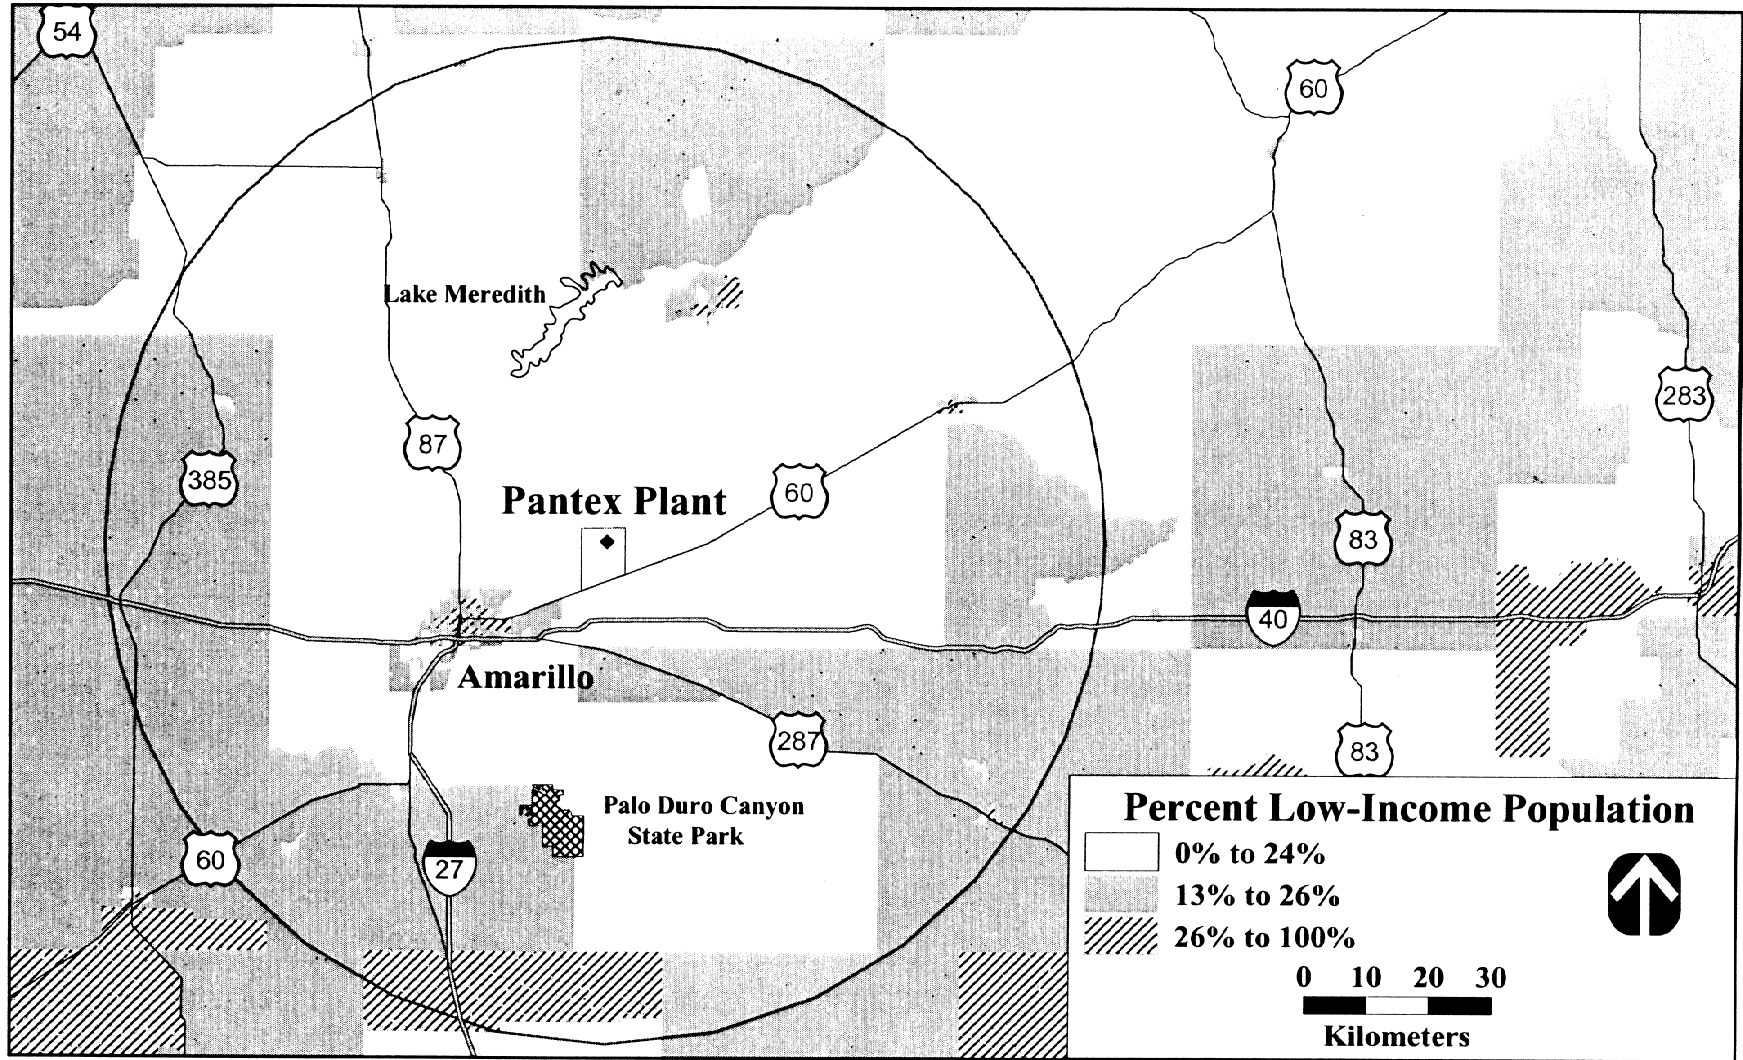 54
60
Lake Meredith
283
87
385
60
Pantex Plant
83
40
Amarillo
287
83
Palo Duro Canyon
State Park
60
27
Percent Low-Income Population
0% to 24%
13% to 26%
26% to 100%
0 10 20 30
Kilometers